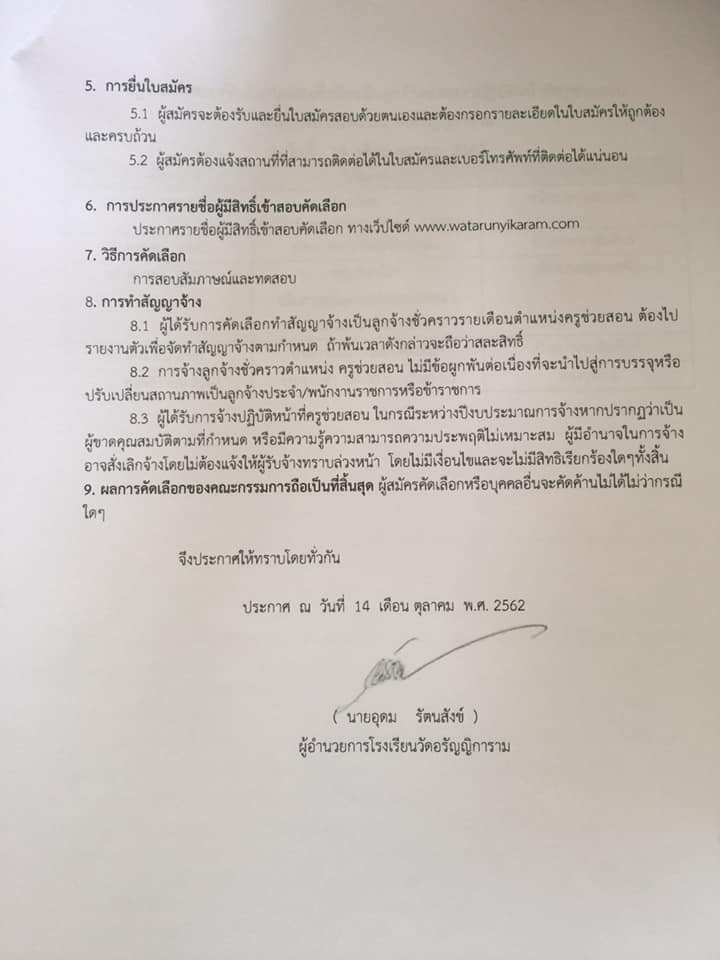 5. การยื่นใบสมัคร
5.1 ผู้สมัครจะต้องรับและยื่นใบสมัครสอบด้วยตนเองและต้องกรอกรายละเอียดในใบสมัครให้ถูกต้อง
และครบถ้วน
5.2 ผู้สมัครต้องแจ้งสถานที่ที่สามารถติดต่อได้ในใบสมัครและเบอร์โทรศัพท์ที่ติดต่อได้แน่นอน
6. การประกาศรายชื่อผู้มีสิทธิ์เข้าสอบคัดเลือก
ประกาศรายชื่อผู้มีสิทธิ์เข้าสอบคัดเลือก ทางเว็ปไซต์ www.watarunyikaram.com
7. วิธีการคัดเลือก
การสอบสัมภาษณ์และทดสอบ
8. การทำสัญญาจ้าง
8.1 ผู้ได้รับการคัดเลือกทำสัญญาจ้างเป็นลูกจ้างชั่วคราวรายเดือนตำแหน่งครูช่วยสอน ต้องไป
รายงานตัวเพื่อจัดทำสัญญาจ้างตามกำหนด ถ้าพ้นเวลาดังกล่าวจะถือว่าสละสิทธิ์
8.2 การจ้างลูกจ้างชั่วคราวตำแหน่ง ครูช่วยสอน ไม่มีข้อผูกพันต่อเนื่องที่จะนำไปสู่การบรรจุหรือ
ปรับเปลี่ยนสถานภาพเป็นลูกจ้างประจำ/พนักงานราชการหรือข้าราชการ
8.3 ผู้ได้รับการจ้างปฏิบัติหน้าที่ครูช่วยสอน ในกรณีระหว่างปีงบประมาณการจ้างหากปรากฏว่าเป็น
ผู้ขาดคุณสมบัติตามที่กำหนด หรือมีความรู้ความสามารถความประพฤติไม่เหมาะสม ผู้มีอำนาจในการจ้าง
อาจสั่งเลิกจ้างโดยไม่ต้องแจ้งให้ผู้รับจ้างทราบล่วงหน้า โดยไม่มีเงื่อนไขและจะไม่มีสิทธิเรียกร้องใดๆทั้งสิ้น
9. ผลการคัดเลือกของคณะกรรมการถือเป็นที่สิ้นสุด ผู้สมัครคัดเลือกหรือบุคคลอื่นจะคัดค้านไม่ได้ไม่ว่ากรณี
ใดๆ
จึงประกาศให้ทราบโดยทั่วกัน
ประกาศ ณ วันที่ 14 เดือน ตุลาคม พ.ศ. 2562
( นายอุดม รัตนสังข์ )
ผู้อำนวยการโรงเรียนวัดอรัญญิการาม